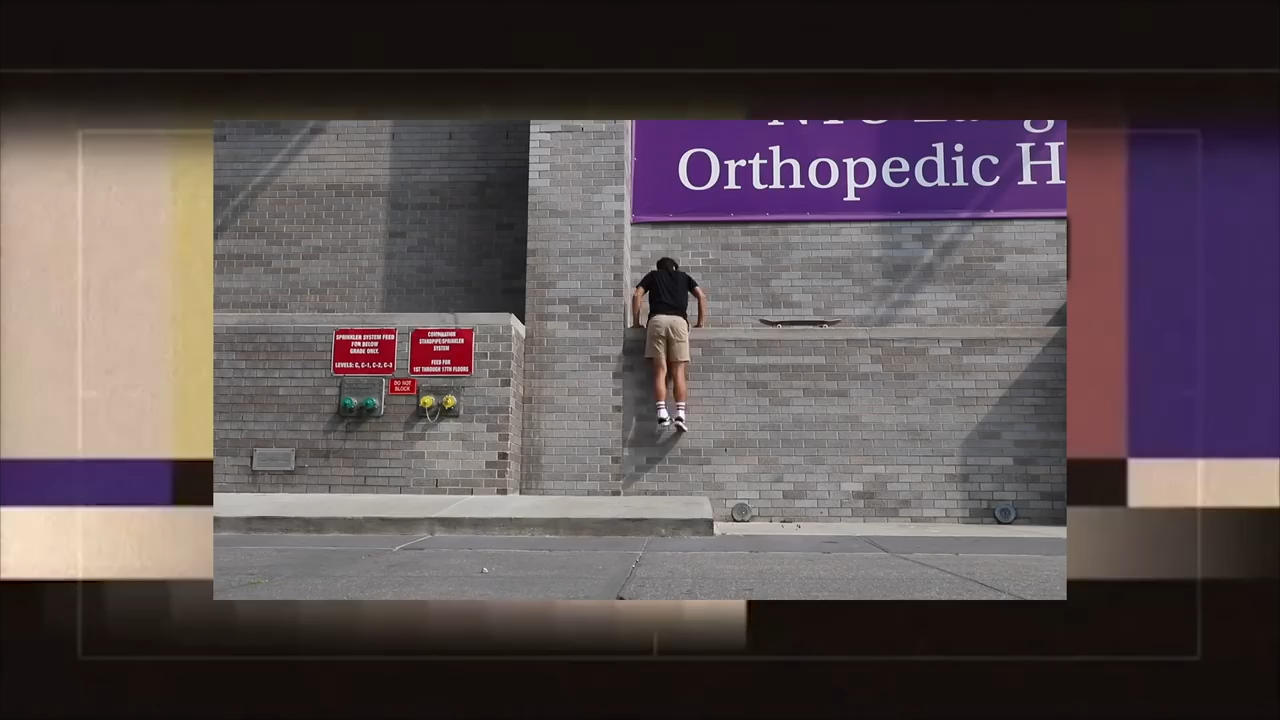 Orthopedic H
SPRINKLER SYSTEM FEED
FOR BELOW
GRADE ONLY.
LEVELS: C, C-1, C-2, C-3
COMBINATION
STANDPIPE/SPRINKLER
SYSTEM
FEED FOR
1ST THROUGH 17TH FLOORS
DO NOT
BLOCK